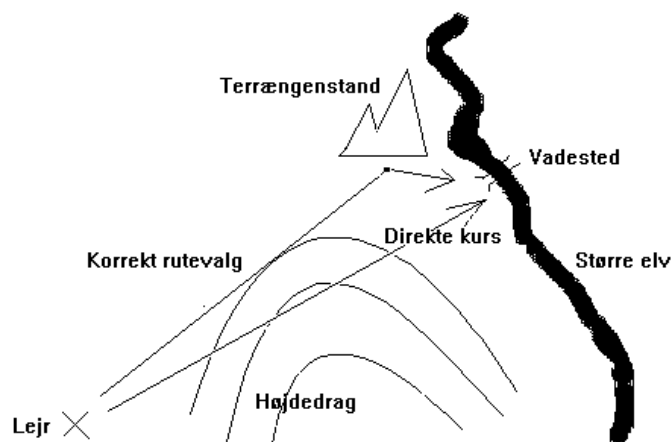 Terrængenstand
Vadested
Direkte kurs
Korrekt rutevalg
Større elv
Højdedrag
Lejr